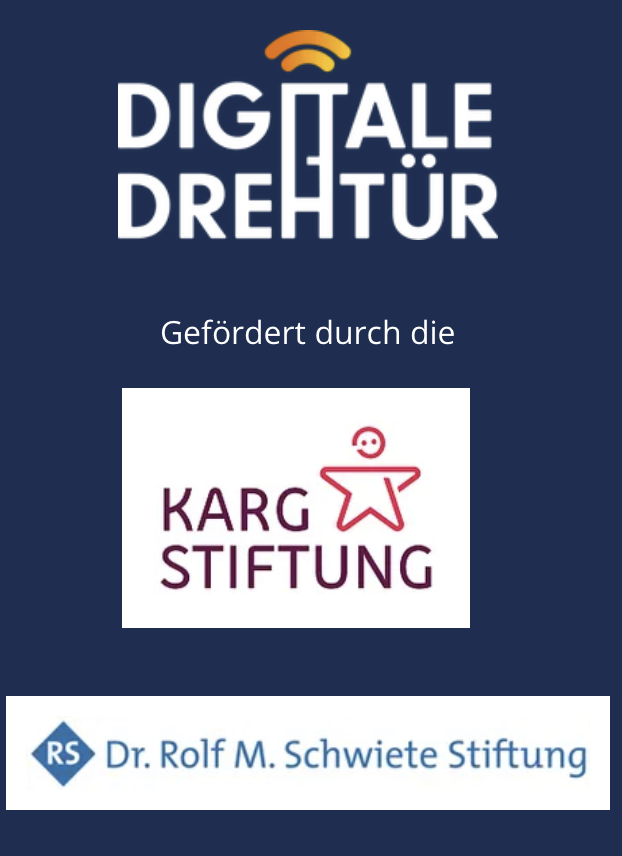 DIGITALE
DREHTÜR
Gefördert durch die
KARG
STIFTUNG
RS Dr. Rolf M. Schwiete Stiftung